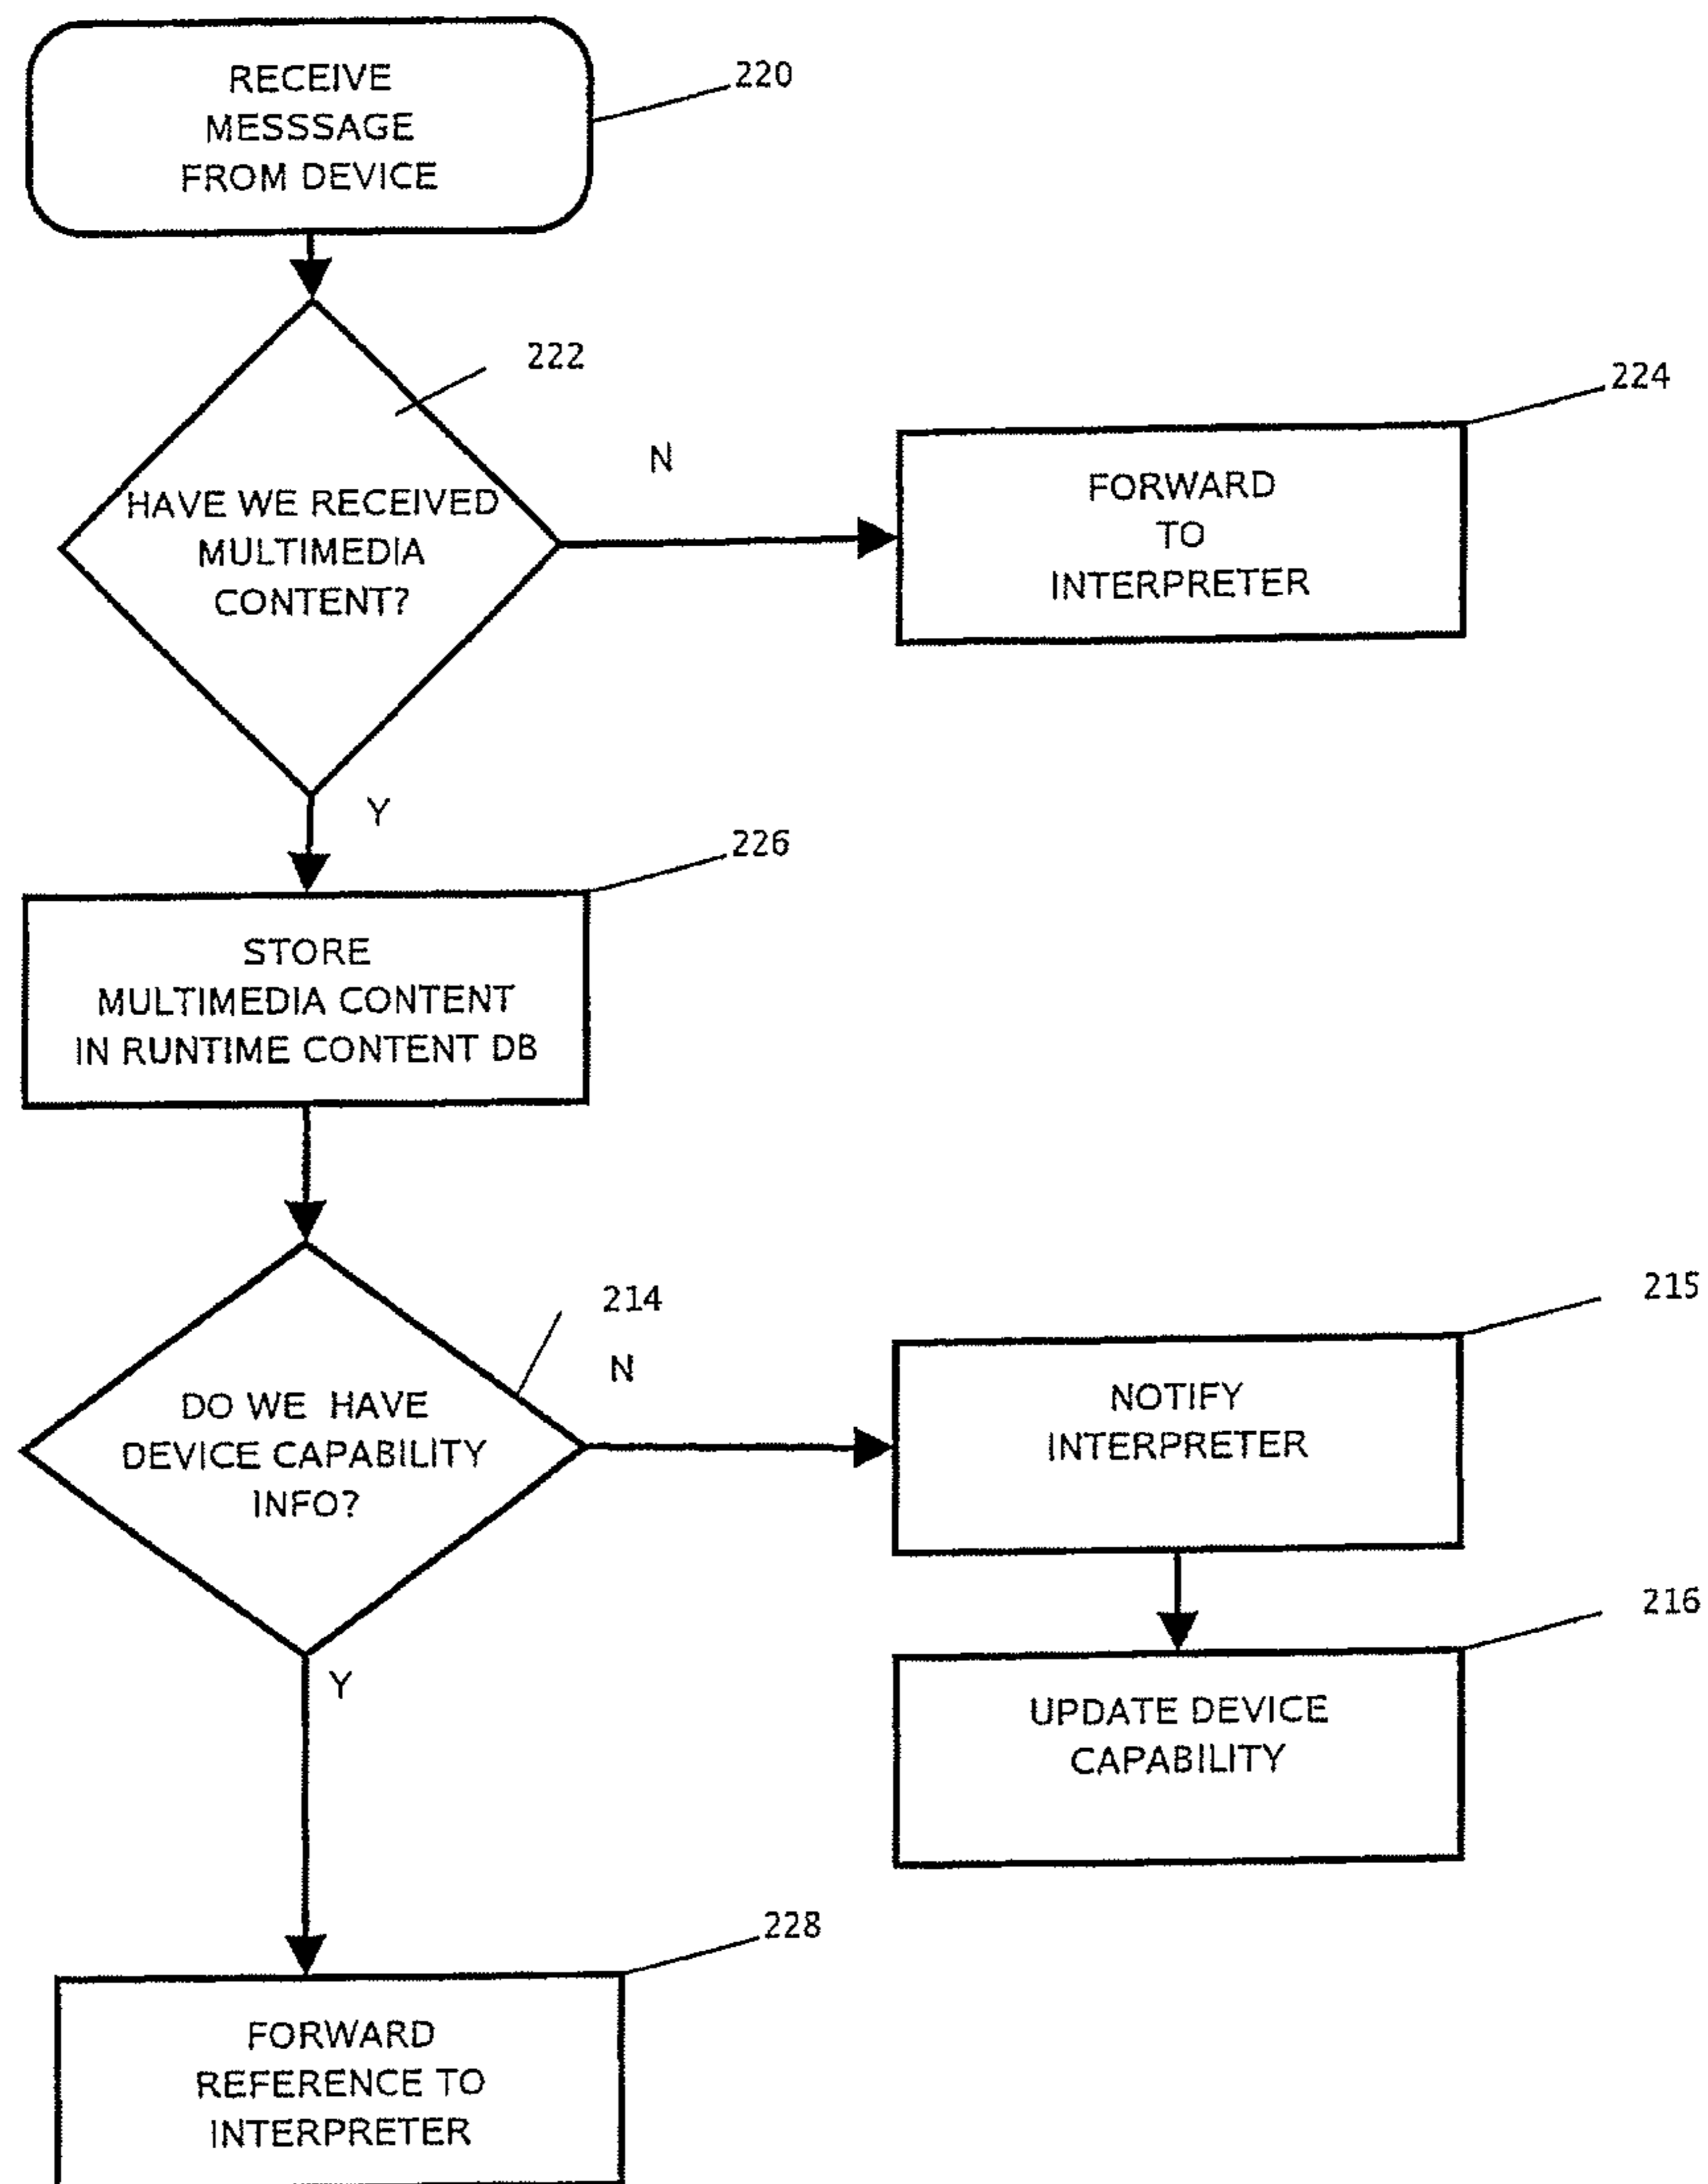 RECEIVE
MESSSAGE
FROM DEVICE
220
222
HAVE WE RECEIVED
MULTIMEDIA
CONTENT?
N
224
FORWARD
TO
INTERPRETER
Y
226
STORE
MULTIMEDIA CONTENT
IN RUNTIME CONTENT DB
214
DO WE HAVE
DEVICE CAPABILITY
INFO?
N
215
NOTIFY
INTERPRETER
216
UPDATE DEVICE
CAPABILITY
Y
228
FORWARD
REFERENCE TO
INTERPRETER